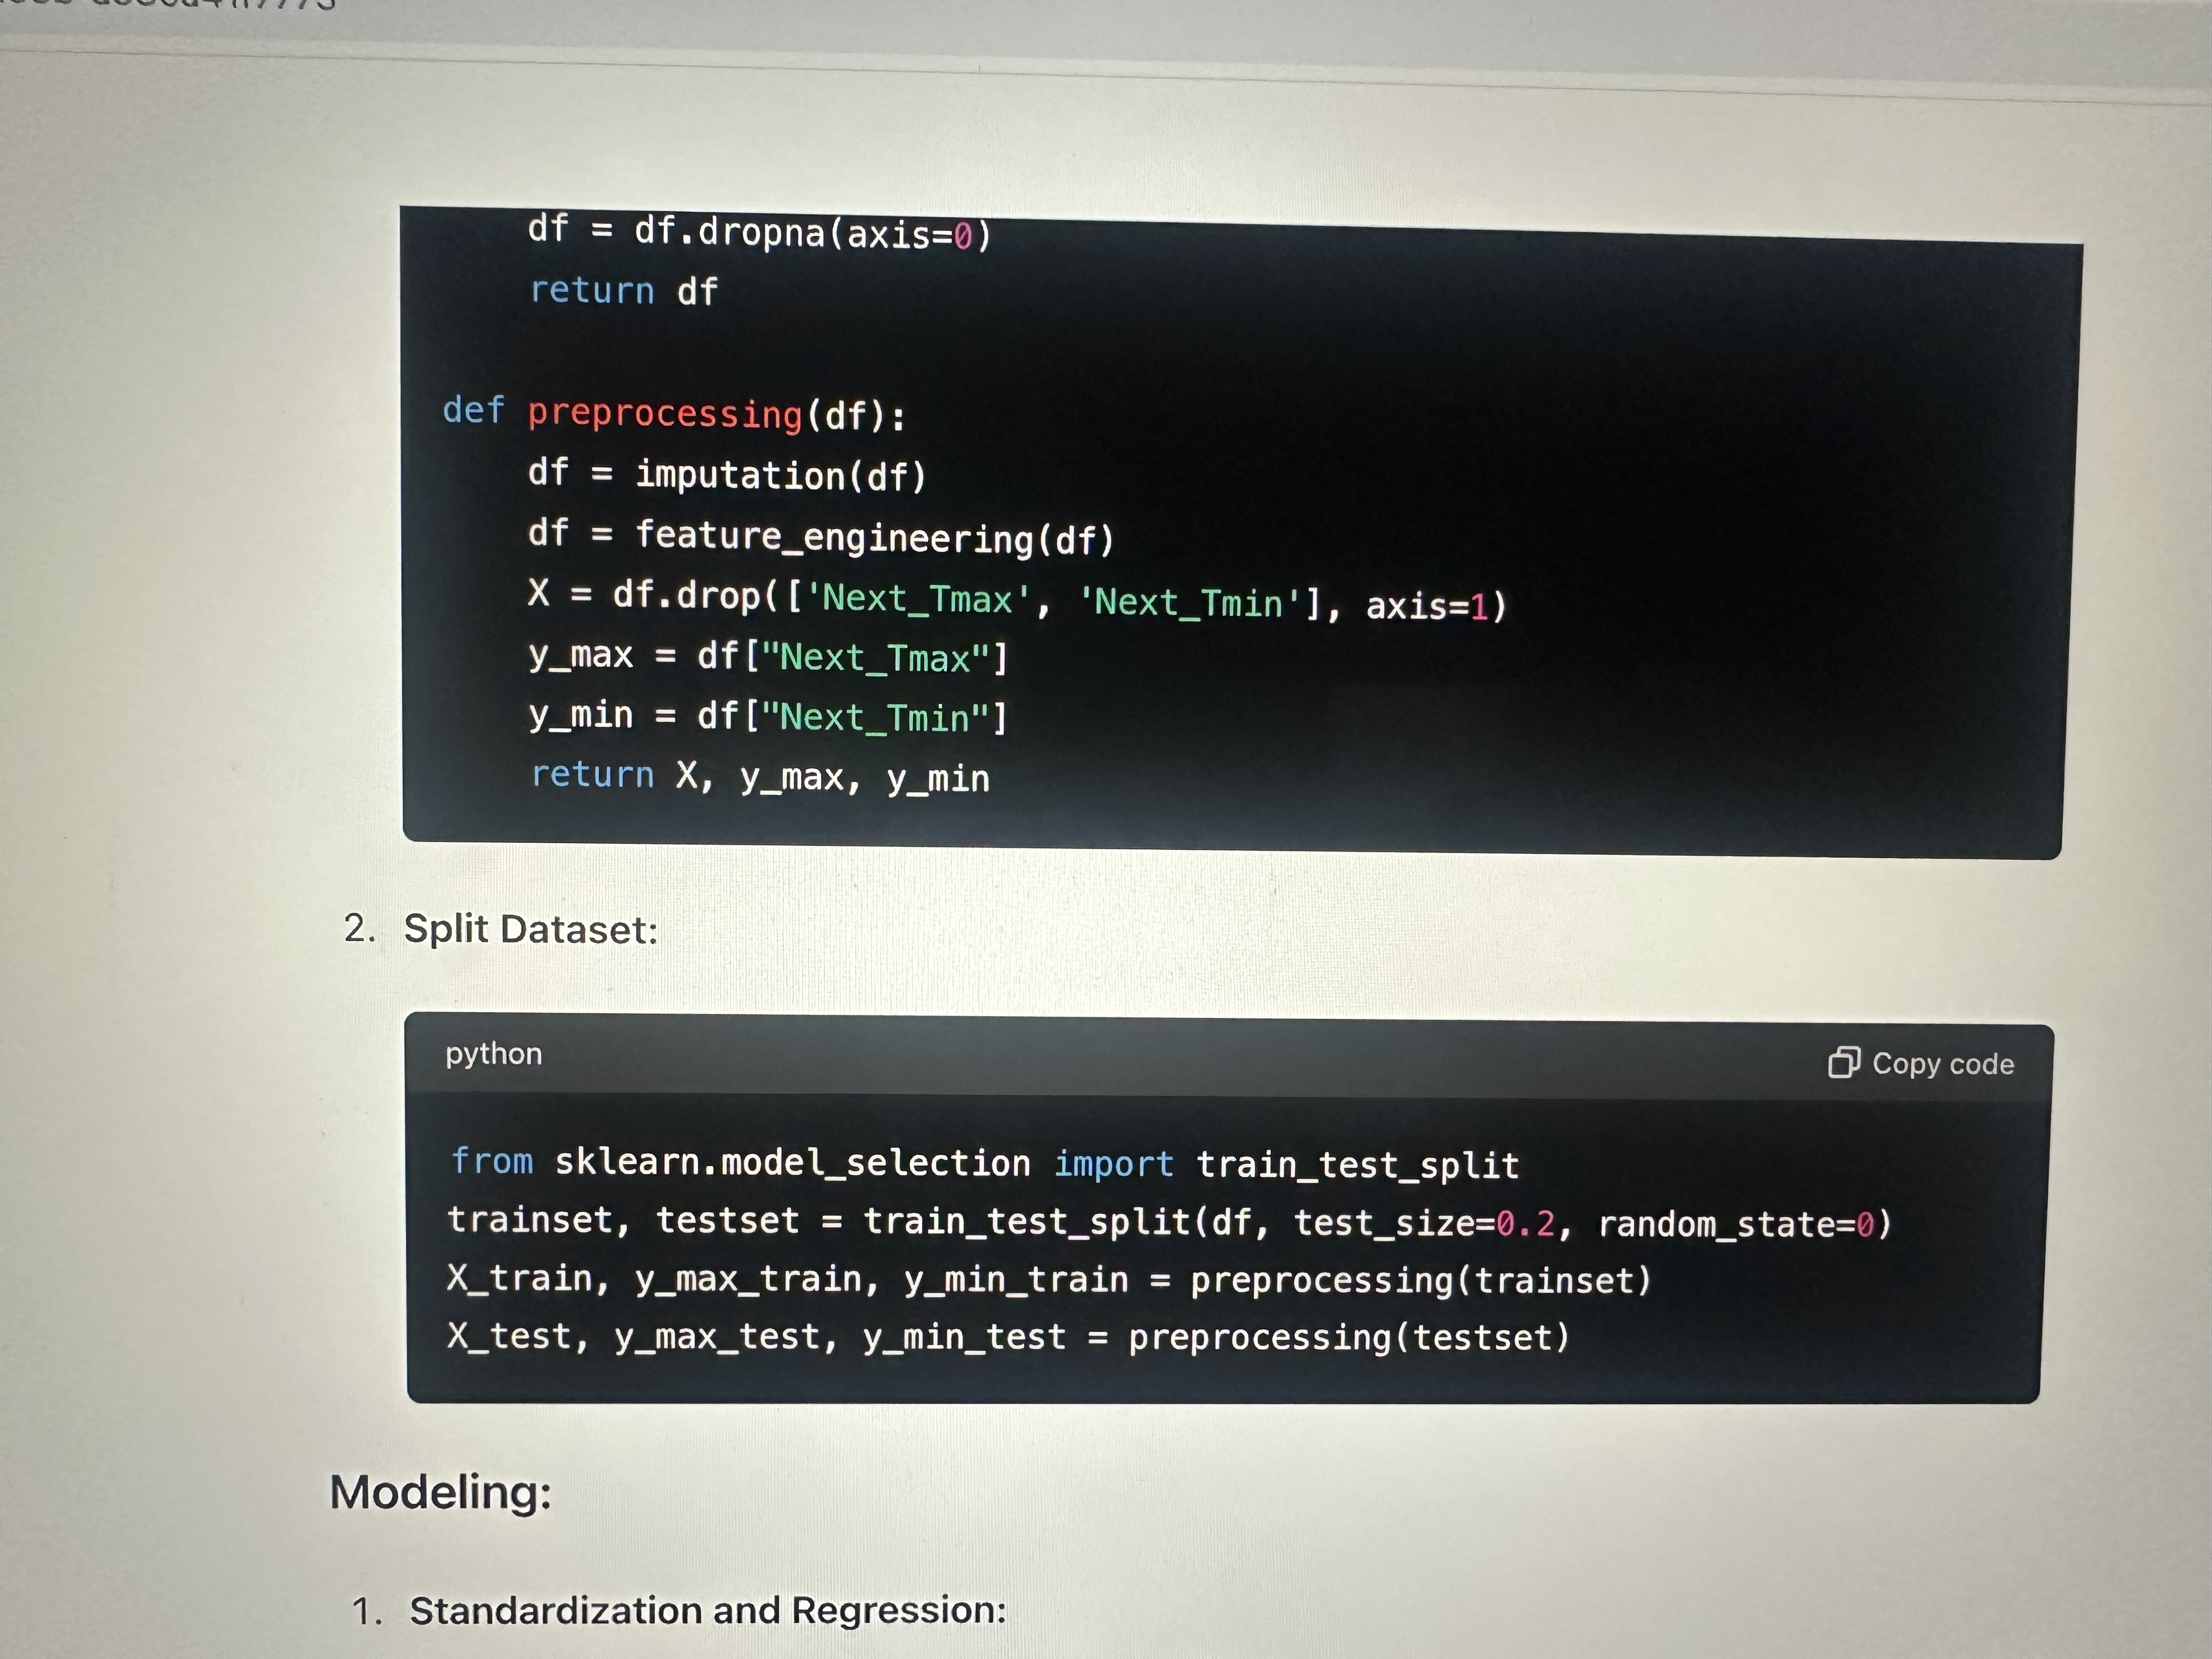 df = df.dropna(axis=0)
return df
def preprocessing(df):
df = imputation(df)
df = feature_engineering(df)
X = df.drop(['Next_Tmax', 'Next_Tmin'], axis=1)
y_max = df["Next_Tmax"]
y_min = df["Next_Tmin"]
return X, y_max, y_min
2. Split Dataset:
python
Copy code
from sklearn.model_selection import train_test_split
trainset, testset = train_test_split(df, test_size=0.2, random_state=0)
X_train, y_max_train, y_min_train = preprocessing(trainset)
X_test, y_max_test, y_min_test = preprocessing(testset)
Modeling:
1. Standardization and Regression: